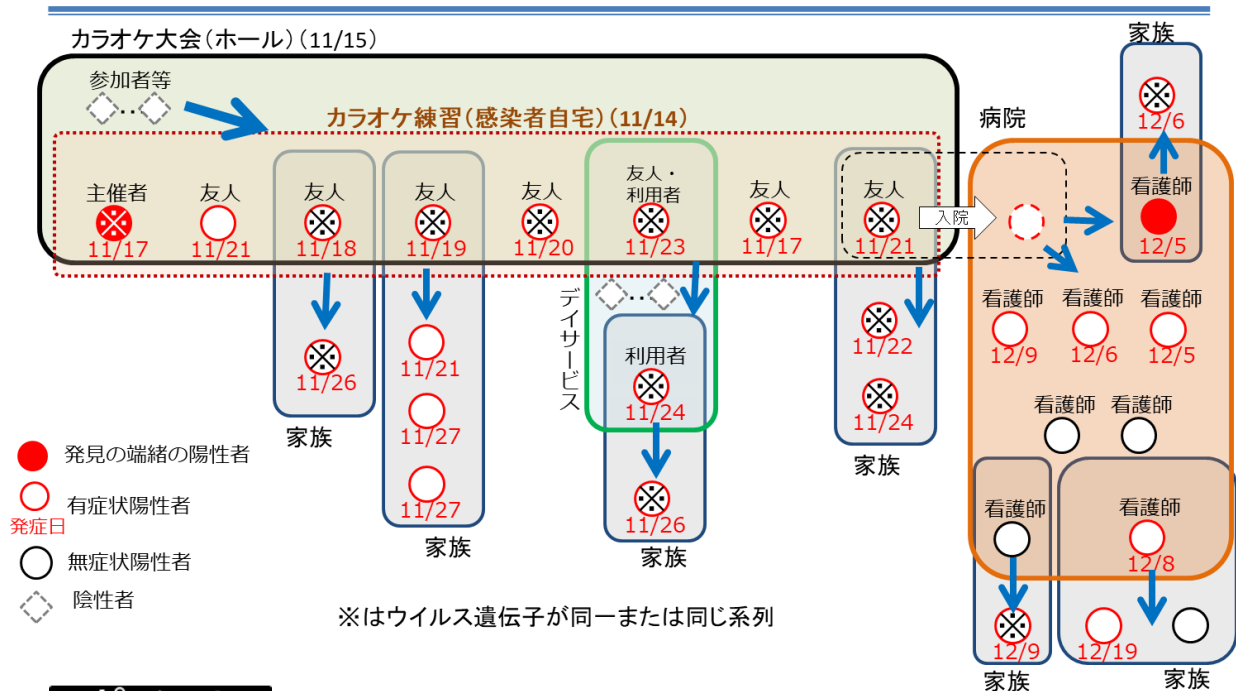 カラオケ大会(ホール)(11/15)
参加者等
カラオケ練習(感染者自宅)(11/14)
主催者
※
11/17
友人
11/21
友人
※
11/18
友人
※
11/19
友人
※
11/20
友人・
利用者
※
11/23
友人
※
11/17
友人
※
11/21
入院
病院
家族
※
12/6
看護師
12/5
看護師
12/9
看護師
12/6
看護師
12/5
看護師
看護師
看護師
看護師
12/8
※
12/9
家族
12/19
家族
※
11/26
家族
11/21
11/27
11/27
家族
デイサービス
利用者
※
11/24
※
11/26
家族
※
11/22
※
11/24
家族
発見の端緒の陽性者
有症状陽性者
発症日
無症状陽性者
陰性者
※はウイルス遺伝子が同一または同じ系列